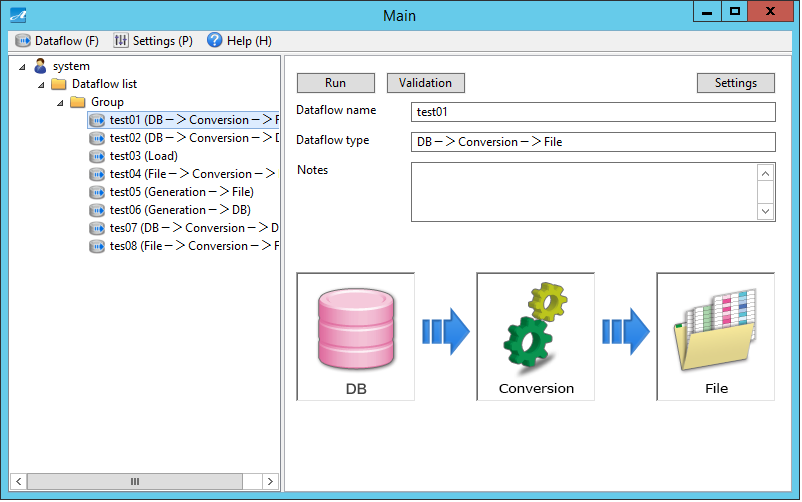 Main
Dataflow (F) Settings (P) Help (H)
system
Dataflow list
Group
test01 (DB－＞Conversion－＞F
test02 (DB－＞Conversion－＞D
test03 (Load)
test04 (File－＞Conversion－＞
test05 (Generation－＞File)
test06 (Generation－＞DB)
tes07 (DB－＞Conversion－＞D
tes08 (File－＞Conversion－＞F
Run Validation Settings
Dataflow name test01
Dataflow type DB－＞Conversion－＞File
Notes
DB Conversion File